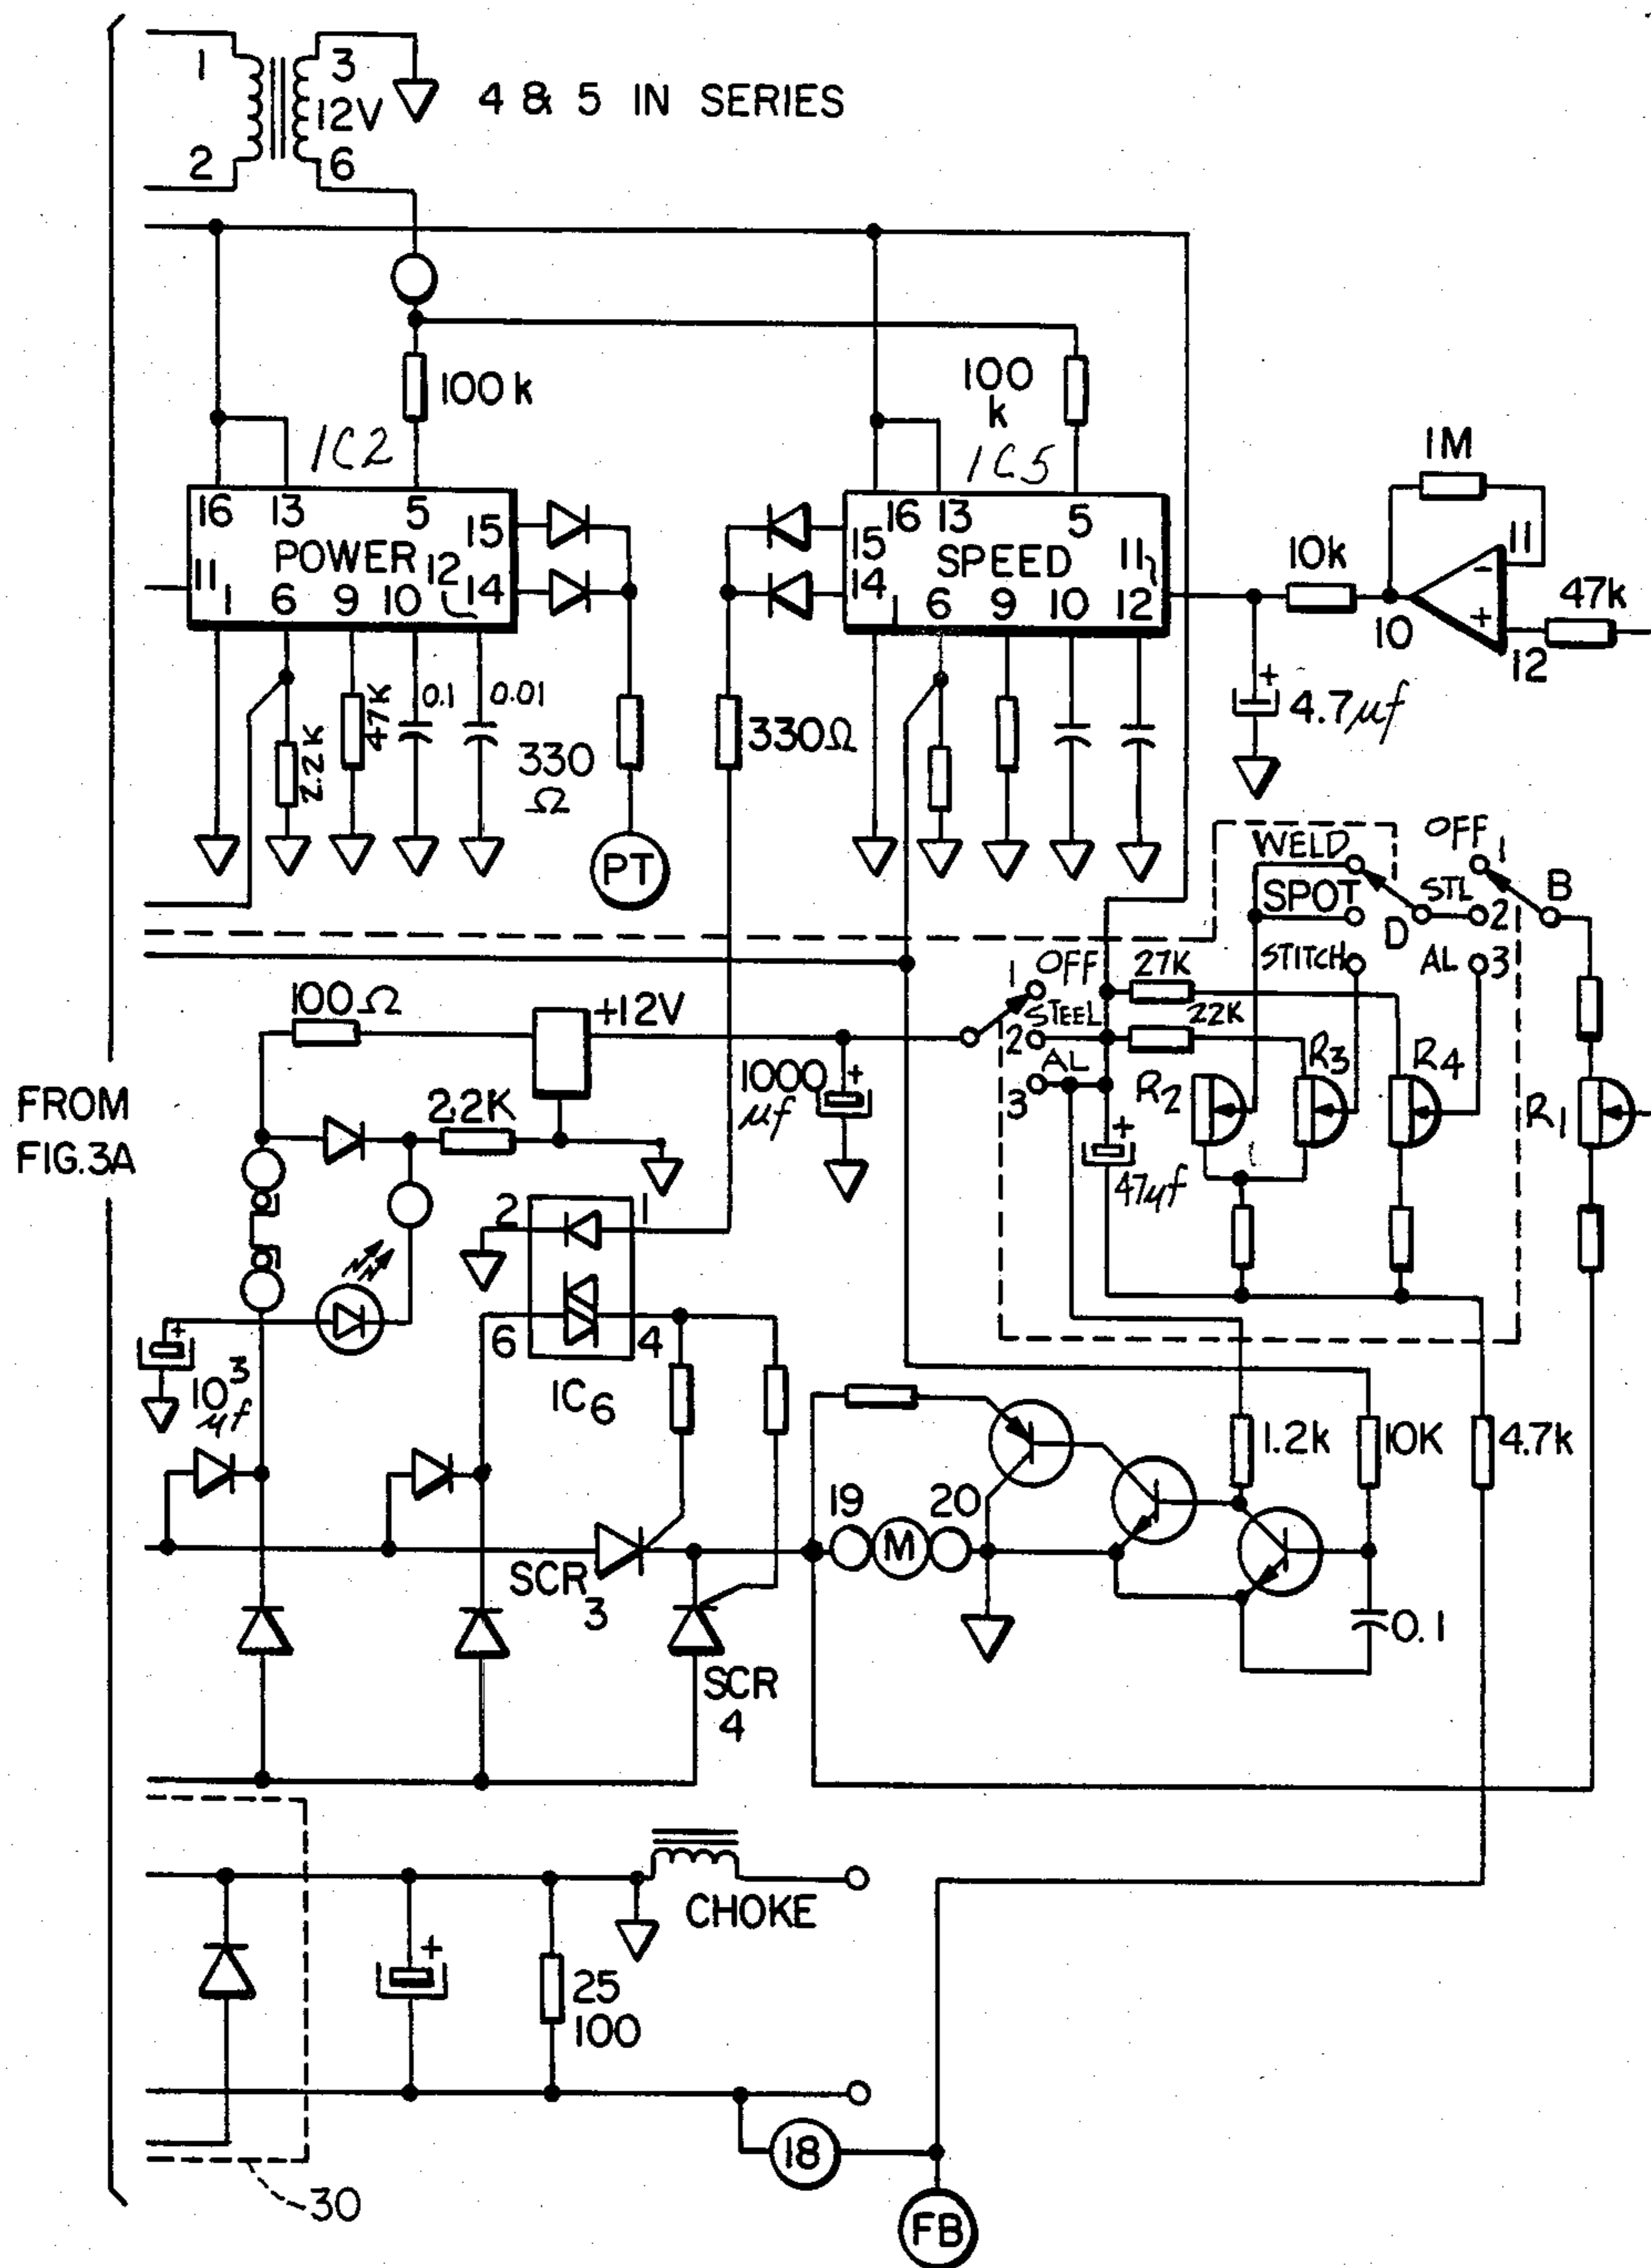 1
3
12V
2
6
4 & 5 IN SERIES
100k
100
k
IC2
IC5
1M
16 13 5
15
POWER
11
1 6 9 10 12
14
16 13 5
15
SPEED
11
14
1 6 9 10 12
10k
11
-
+
47k
10
12
2.2K
47K
0.1
0.01
330
Ω
330Ω
+
4.7µf
PT
WELD
SPOT
STITCH
D
OFF 1
STL 2
AL 3
B
100Ω
+12V
1 OFF
STEEL
2
AL
3
27K
22K
R2
R3
R4
R1
FROM
FIG.3A
2.2K
1000
µf
+
+
47µf
2
1
6
4
IC6
+
10³
µf
1.2k
10K
4.7k
19
M
20
SCR
3
SCR
4
0.1
CHOKE
+
25
100
18
30
FB